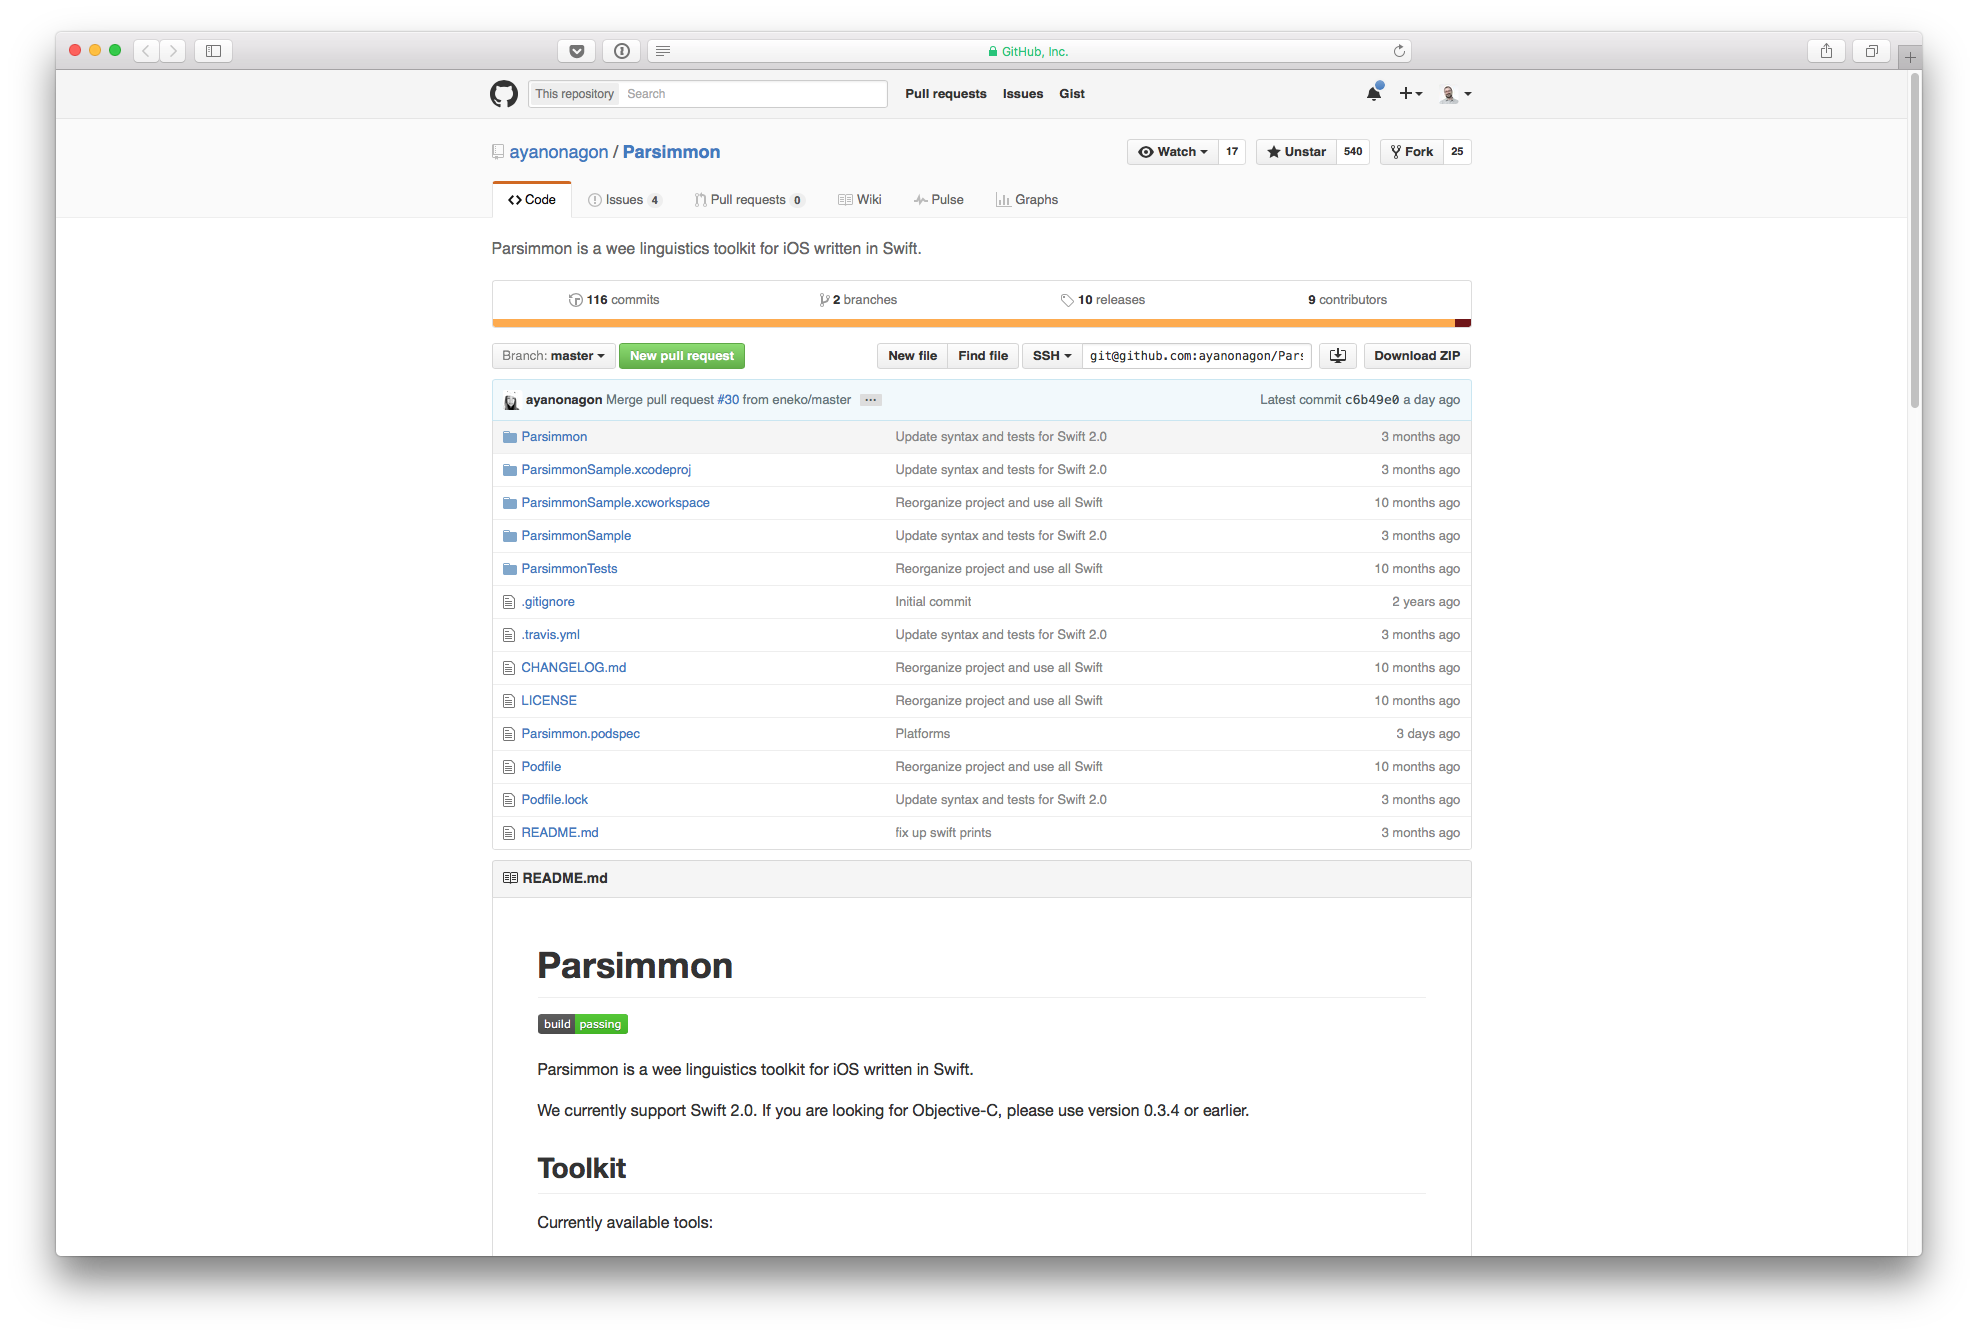 GitHub, Inc.
This repository Search Pull requests Issues Gist
ayanonagon / Parsimmon Watch 17 Unstar 540 Fork 25
Code Issues 4 Pull requests 0 Wiki Pulse Graphs
Parsimmon is a wee linguistics toolkit for iOS written in Swift.
116 commits 2 branches 10 releases 9 contributors
Branch: master New pull request New file Find file SSH git@github.com:ayanonagon/Pars Download ZIP
ayanonagon Merge pull request #30 from eneko/master ... Latest commit c6b49e0 a day ago
Parsimmon Update syntax and tests for Swift 2.0 3 months ago
ParsimmonSample.xcodeproj Update syntax and tests for Swift 2.0 3 months ago
ParsimmonSample.xcworkspace Reorganize project and use all Swift 10 months ago
ParsimmonSample Update syntax and tests for Swift 2.0 3 months ago
ParsimmonTests Reorganize project and use all Swift 10 months ago
.gitignore Initial commit 2 years ago
.travis.yml Update syntax and tests for Swift 2.0 3 months ago
CHANGELOG.md Reorganize project and use all Swift 10 months ago
LICENSE Reorganize project and use all Swift 10 months ago
Parsimmon.podspec Platforms 3 days ago
Podfile Reorganize project and use all Swift 10 months ago
Podfile.lock Update syntax and tests for Swift 2.0 3 months ago
README.md fix up swift prints 3 months ago
README.md
Parsimmon
build passing
Parsimmon is a wee linguistics toolkit for iOS written in Swift.
We currently support Swift 2.0. If you are looking for Objective-C, please use version 0.3.4 or earlier.
Toolkit
Currently available tools: